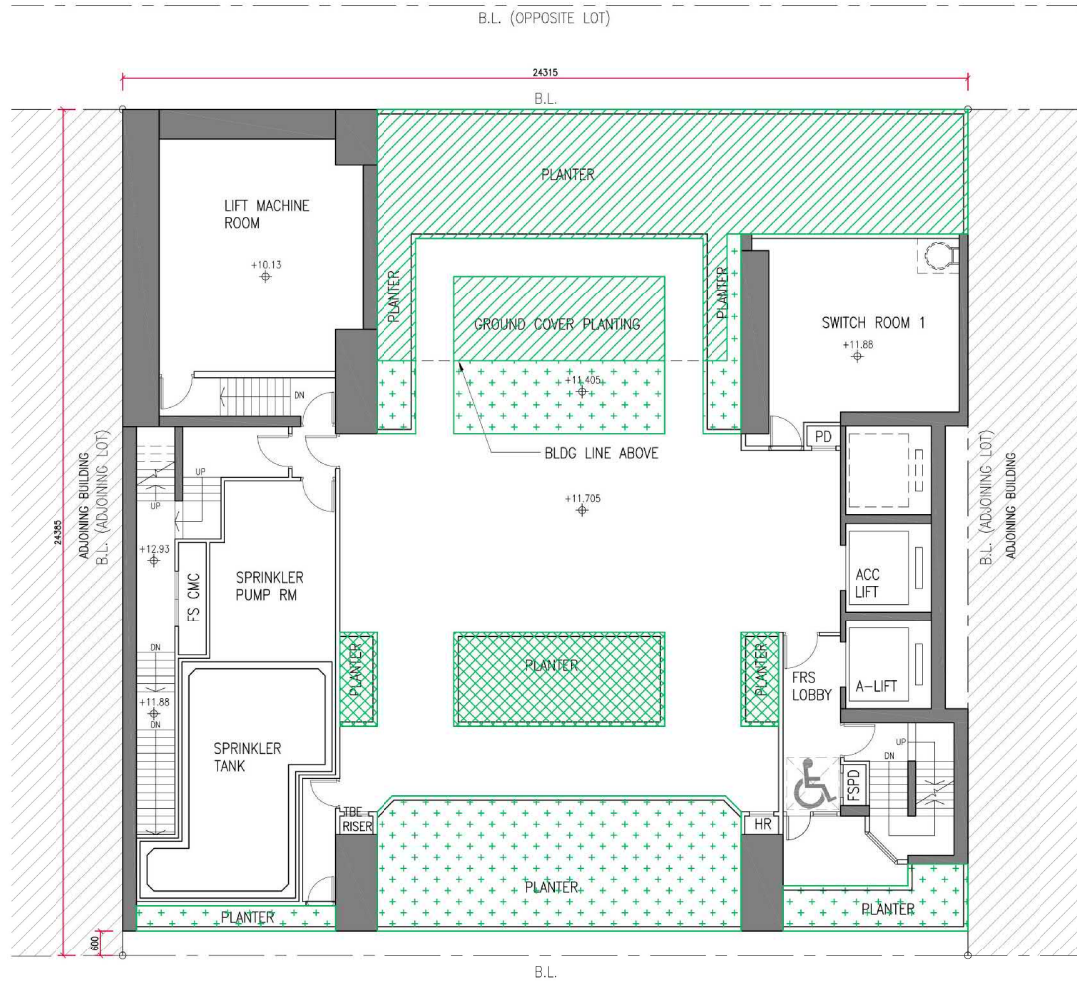 B.L. (OPPOSITE LOT)
24315
B.L.
PLANTER
LIFT MACHINE
ROOM
+10.13
PLANTER
PLANTER
GROUND COVER PLANTING
SWITCH ROOM 1
+11.88
+11.405
DN
BLDG LINE ABOVE
PD
ADJOINING BUILDING
B.L. (ADJOINING LOT)
24385
UP
UP
+11.705
+12.93
FS CMC
SPRINKLER
PUMP RM
ACC
LIFT
B.L. (ADJOINING LOT)
ADJOINING BUILDING
DN
+11.88
DN
PLANTER
PLANTER
PLANTER
FRS
LOBBY
A-LIFT
SPRINKLER
TANK
UP
DN
FSPD
TBE
RISER
HR
PLANTER
PLANTER
PLANTER
600
B.L.